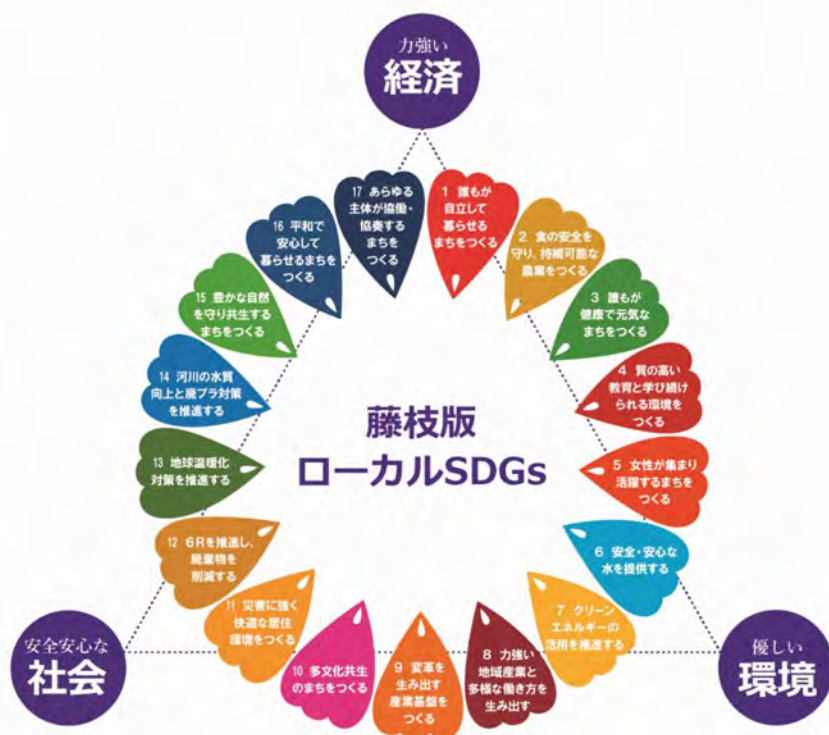 力強い
経済
17 あらゆる
主体が協働・
協奏する
まちを
つくる
1 誰もが
自立して
暮らせる
まちをつくる
16 平和で
安心して
暮らせるまちを
つくる
2 食の安全を
守り、持続可能な
農業をつくる
15 豊かな自然
を守り共生する
まちをつくる
3 誰もが
健康で元気な
まちをつくる
14 河川の水質
向上と廃プラ対策
を推進する
4 質の高い
教育と学び続け
られる環境を
つくる
藤枝版
ローカルSDGs
13 地球温暖化
対策を推進する
5 女性が集まり
活躍するまちを
つくる
12 6Rを推進し、
廃棄物を
削減する
6 安全・安心な
水を提供する
11 災害に強く
快適な居住
環境をつくる
7 クリーン
エネルギーの
活用を推進する
10 多文化共生
のまちをつくる
9 変革を
生み出す
産業基盤を
つくる
8 力強い
地域産業と
多様な働き方を
生み出す
安全安心な
社会
優しい
環境